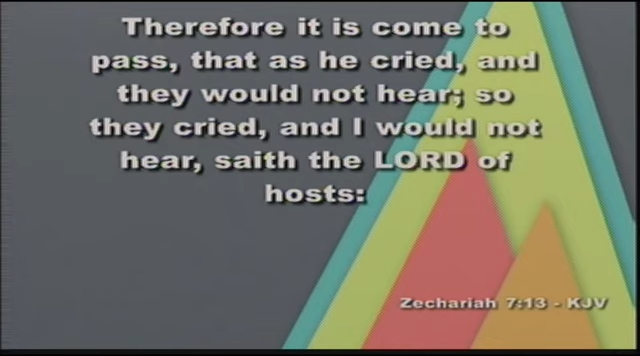 Therefore it is come to
pass, that as he cried, and
they would not hear; so
they cried, and I would not
hear, saith the LORD of
hosts:
Zechariah 7:13 - KJV